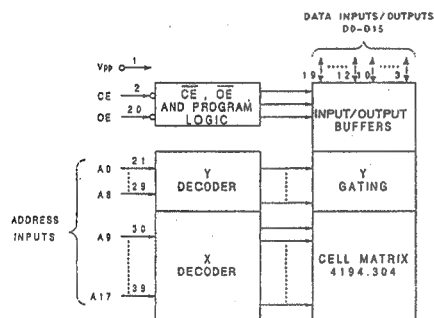 DATA INPUTS/OUTPUTS
D0-D15
Vpp 1
19 12 10 3
CE 2
OE 20
CE, OE
AND PROGRAM
LOGIC
INPUT/OUTPUT
BUFFERS
A0 21
A8 29
Y
DECODER
Y
GATING
ADDRESS
INPUTS
A9 30
A17 39
X
DECODER
CELL MATRIX
4194.304